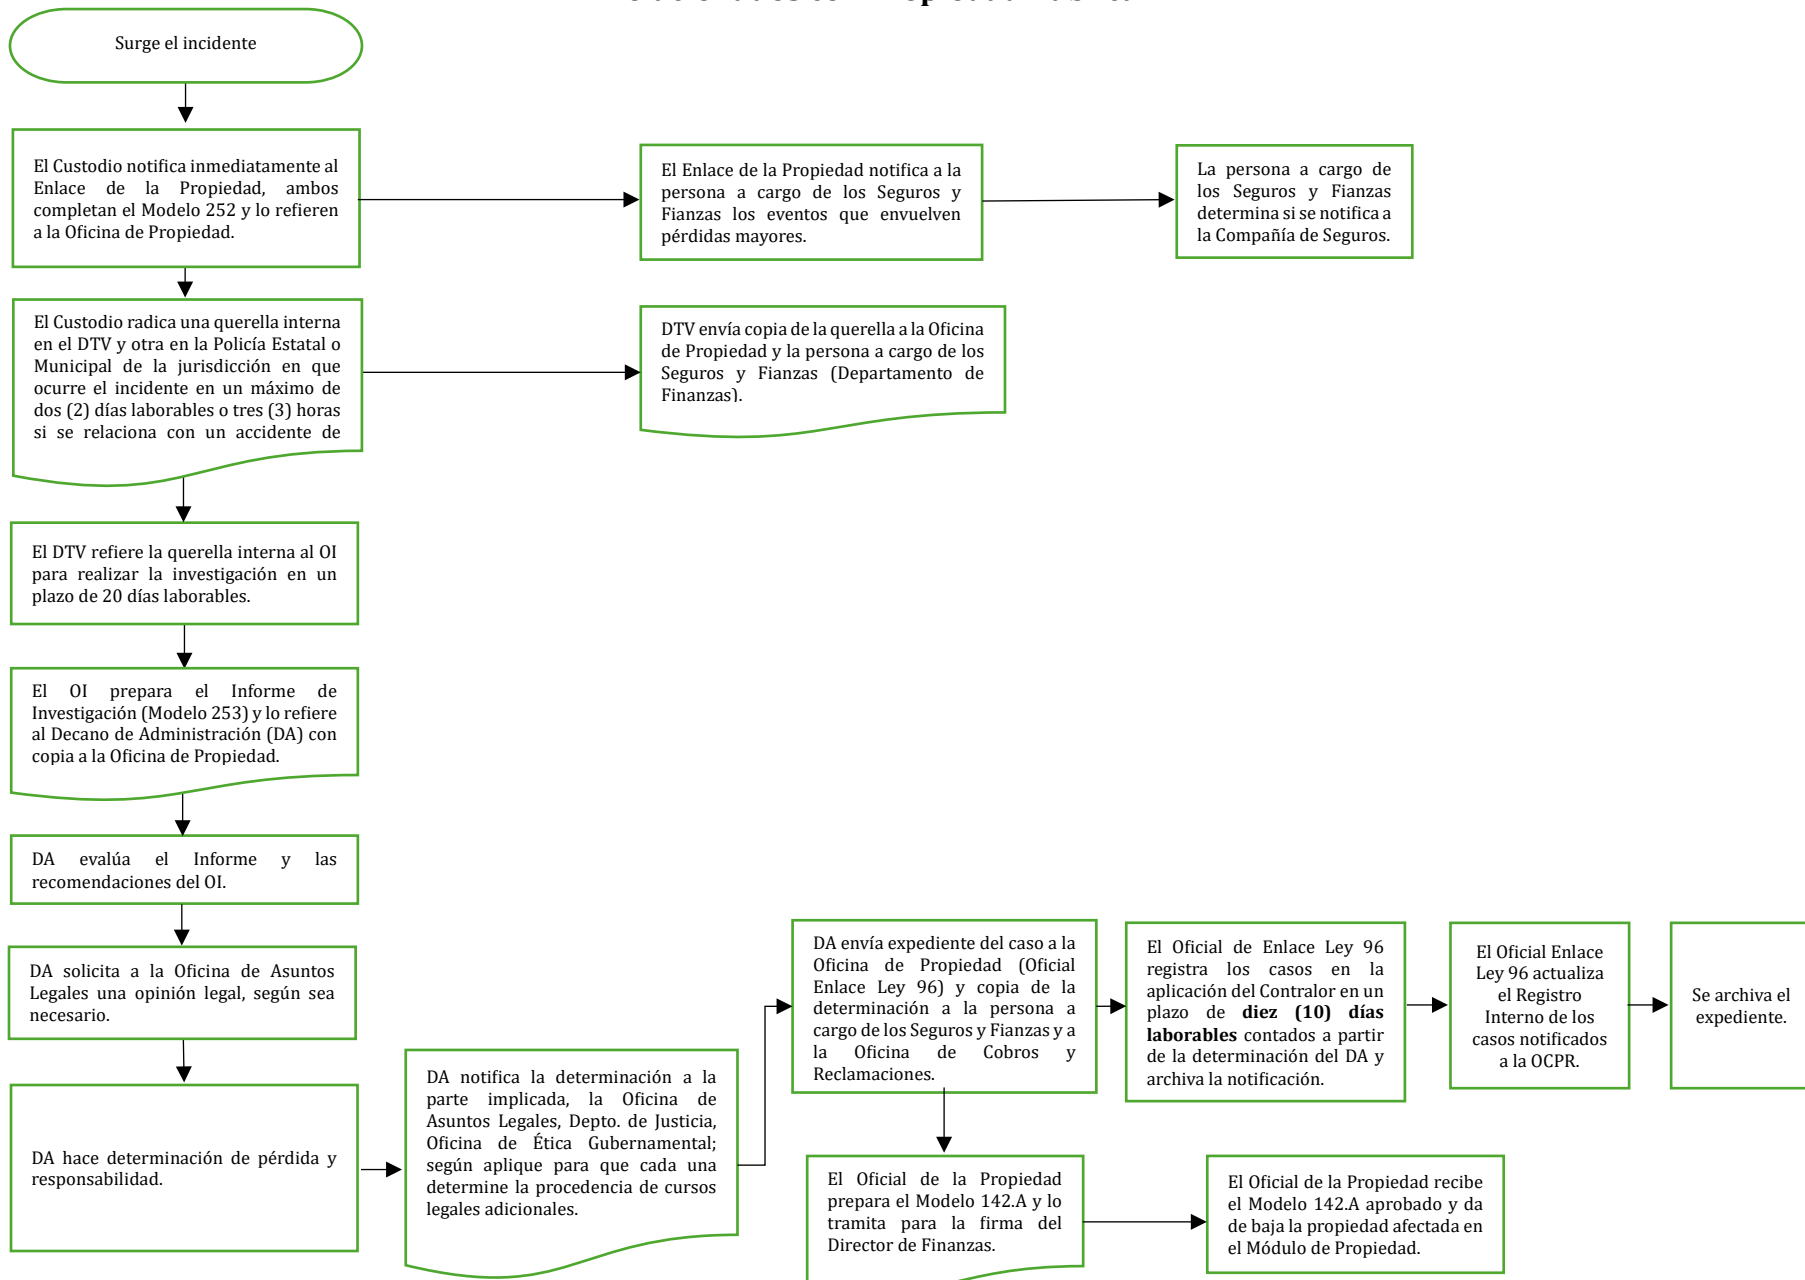 Surge el incidente
El Custodio notifica inmediatamente al
Enlace de la Propiedad, ambos
completan el Modelo 252 y lo refieren
a la Oficina de Propiedad.
El Enlace de la Propiedad notifica a la
persona a cargo de los Seguros y
Fianzas los eventos que envuelven
pérdidas mayores.
La persona a cargo de
los Seguros y Fianzas
determina si se notifica a
la Compañía de Seguros.
El Custodio radica una querella interna
en el DTV y otra en la Policía Estatal o
Municipal de la jurisdicción en que
ocurre el incidente en un máximo de
dos (2) días laborables o tres (3) horas
si se relaciona con un accidente de
DTV envía copia de la querella a la Oficina
de Propiedad y la persona a cargo de los
Seguros y Fianzas (Departamento de
Finanzas).
El DTV refiere la querella interna al OI
para realizar la investigación en un
plazo de 20 días laborables.
El OI prepara el Informe de
Investigación (Modelo 253) y lo refiere
al Decano de Administración (DA) con
copia a la Oficina de Propiedad.
DA evalúa el Informe y las
recomendaciones del OI.
DA solicita a la Oficina de Asuntos
Legales una opinión legal, según sea
necesario.
DA hace determinación de pérdida y
responsabilidad.
DA notifica la determinación a la
parte implicada, la Oficina de
Asuntos Legales, Depto. de Justicia,
Oficina de Ética Gubernamental;
según aplique para que cada una
determine la procedencia de cursos
legales adicionales.
DA envía expediente del caso a la
Oficina de Propiedad (Oficial
Enlace Ley 96) y copia de la
determinación a la persona a
cargo de los Seguros y Fianzas y a
la Oficina de Cobros y
Reclamaciones.
El Oficial de Enlace Ley 96
registra los casos en la
aplicación del Contralor en un
plazo de diez (10) días
laborables contados a partir
de la determinación del DA y
archiva la notificación.
El Oficial Enlace
Ley 96 actualiza
el Registro
Interno de los
casos notificados
a la OCPR.
Se archiva el
expediente.
El Oficial de la Propiedad
prepara el Modelo 142.A y lo
tramita para la firma del
Director de Finanzas.
El Oficial de la Propiedad recibe
el Modelo 142.A aprobado y da
de baja la propiedad afectada en
el Módulo de Propiedad.